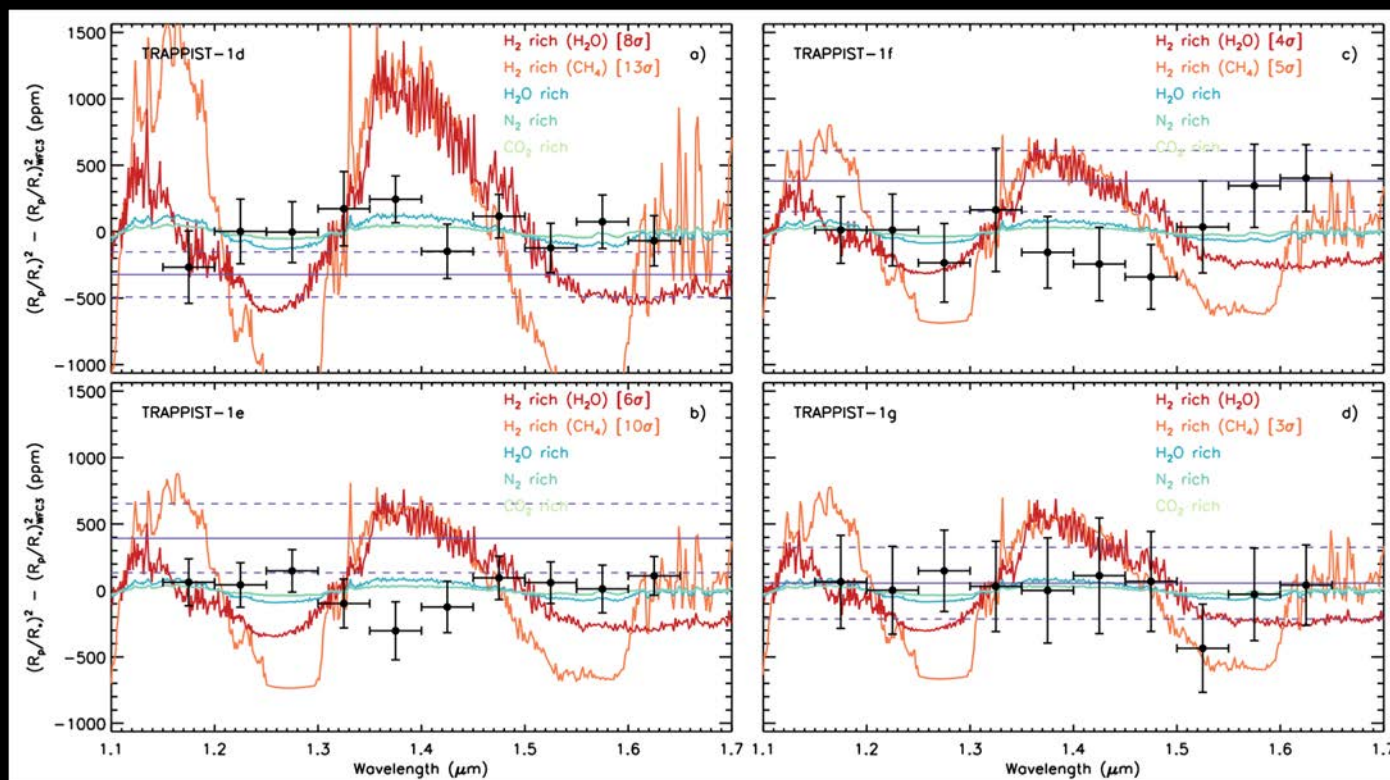 TRAPPIST-1d
a)
H₂ rich (H₂O) [8σ]
H₂ rich (CH₄) [13σ]
H₂O rich
N₂ rich
CO₂ rich
1500
1000
500
0
−500
−1000
(Rₚ/R⋆)² − (Rₚ/R⋆)²WFC3 (ppm)
TRAPPIST-1f
c)
H₂ rich (H₂O) [4σ]
H₂ rich (CH₄) [5σ]
H₂O rich
N₂ rich
CO₂ rich
TRAPPIST-1e
b)
H₂ rich (H₂O) [6σ]
H₂ rich (CH₄) [10σ]
H₂O rich
N₂ rich
CO₂ rich
1500
1000
500
0
−500
−1000
(Rₚ/R⋆)² − (Rₚ/R⋆)²WFC3 (ppm)
1.1 1.2 1.3 1.4 1.5 1.6 1.7
Wavelength (μm)
TRAPPIST-1g
d)
H₂ rich (H₂O)
H₂ rich (CH₄) [3σ]
H₂O rich
N₂ rich
CO₂ rich
1.1 1.2 1.3 1.4 1.5 1.6 1.7
Wavelength (μm)